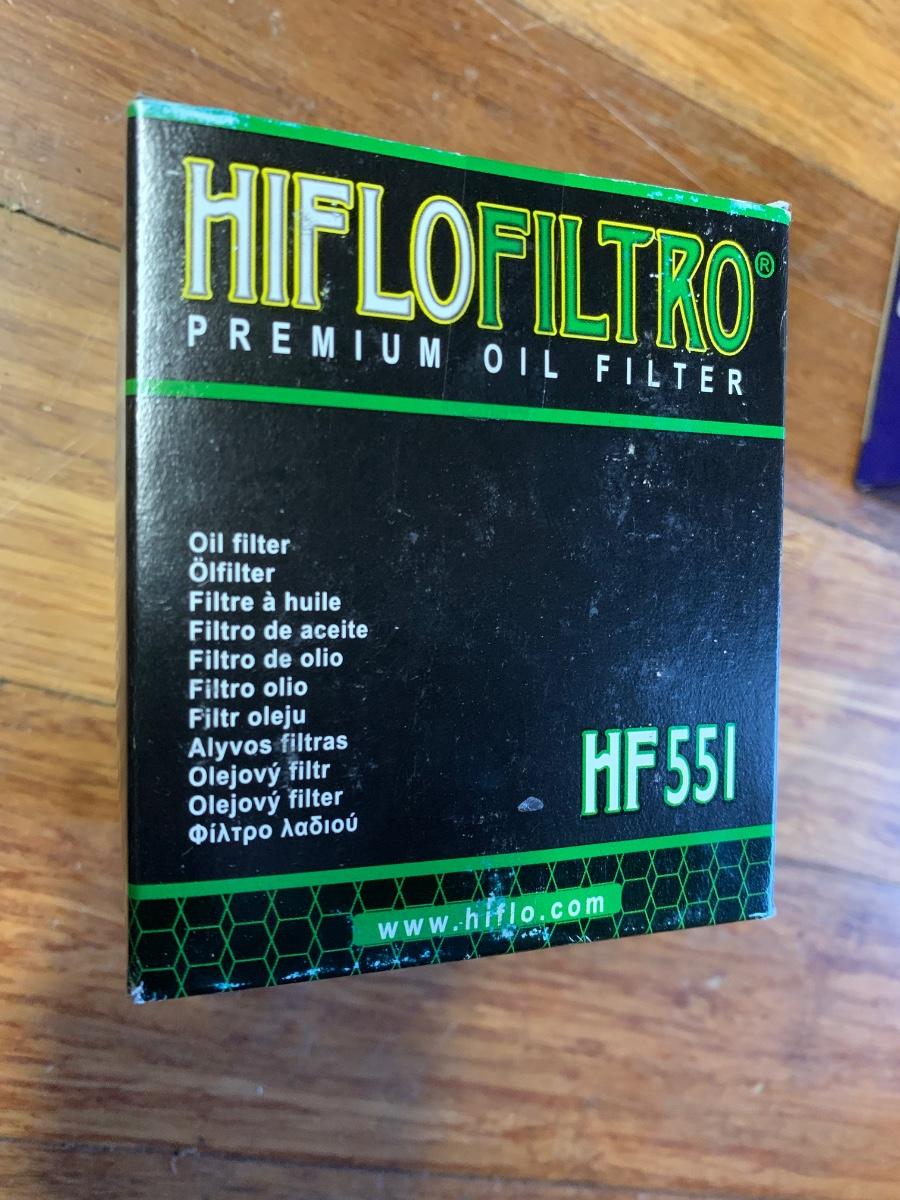 HIFLOFILTRO®
PREMIUM OIL FILTER
Oil filter
Ölfilter
Filtre à huile
Filtro de aceite
Filtro de olio
Filtro olio
Filtr oleju
Alyvos filtras
Olejový filtr
Olejový filter
Φίλτρο λαδιού
HF551
www.hiflo.com